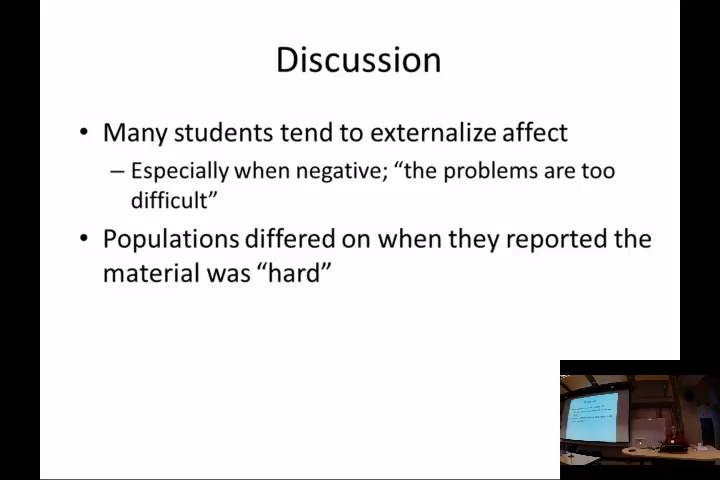 Discussion
• Many students tend to externalize affect
– Especially when negative; “the problems are too
difficult”
• Populations differed on when they reported the
material was “hard”